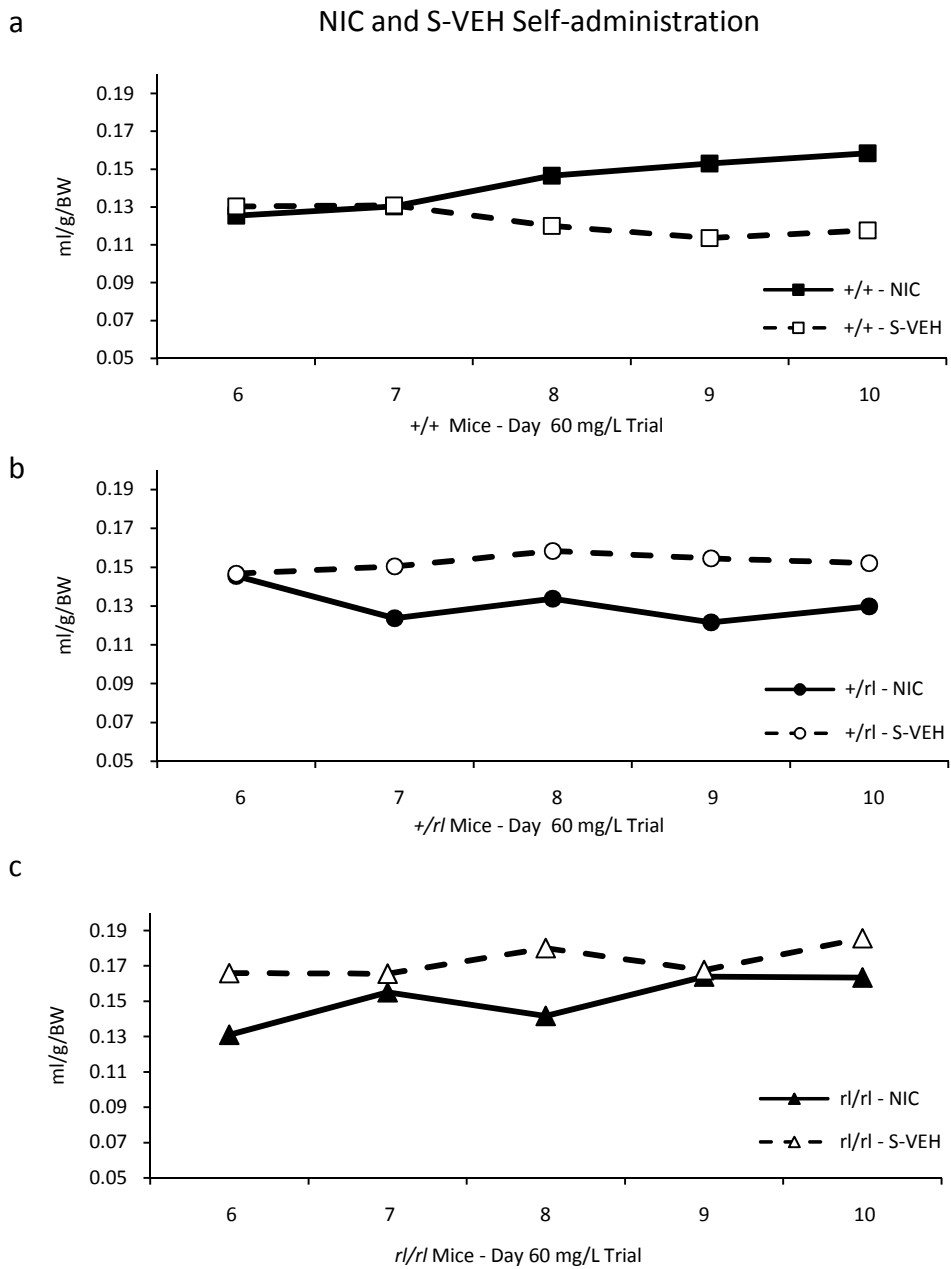 a
NIC and S-VEH Self-administration
0.19
0.17
0.15
0.13
0.11
0.09
0.07
0.05
ml/g/BW
+/+ - NIC
+/+ - S-VEH
6 7 8 9 10
+/+ Mice - Day 60 mg/L Trial
b
0.19
0.17
0.15
0.13
0.11
0.09
0.07
0.05
ml/g/BW
+/rl - NIC
+/rl - S-VEH
6 7 8 9 10
+/rl Mice - Day 60 mg/L Trial
c
0.19
0.17
0.15
0.13
0.11
0.09
0.07
0.05
ml/g/BW
rl/rl - NIC
rl/rl - S-VEH
6 7 8 9 10
rl/rl Mice - Day 60 mg/L Trial